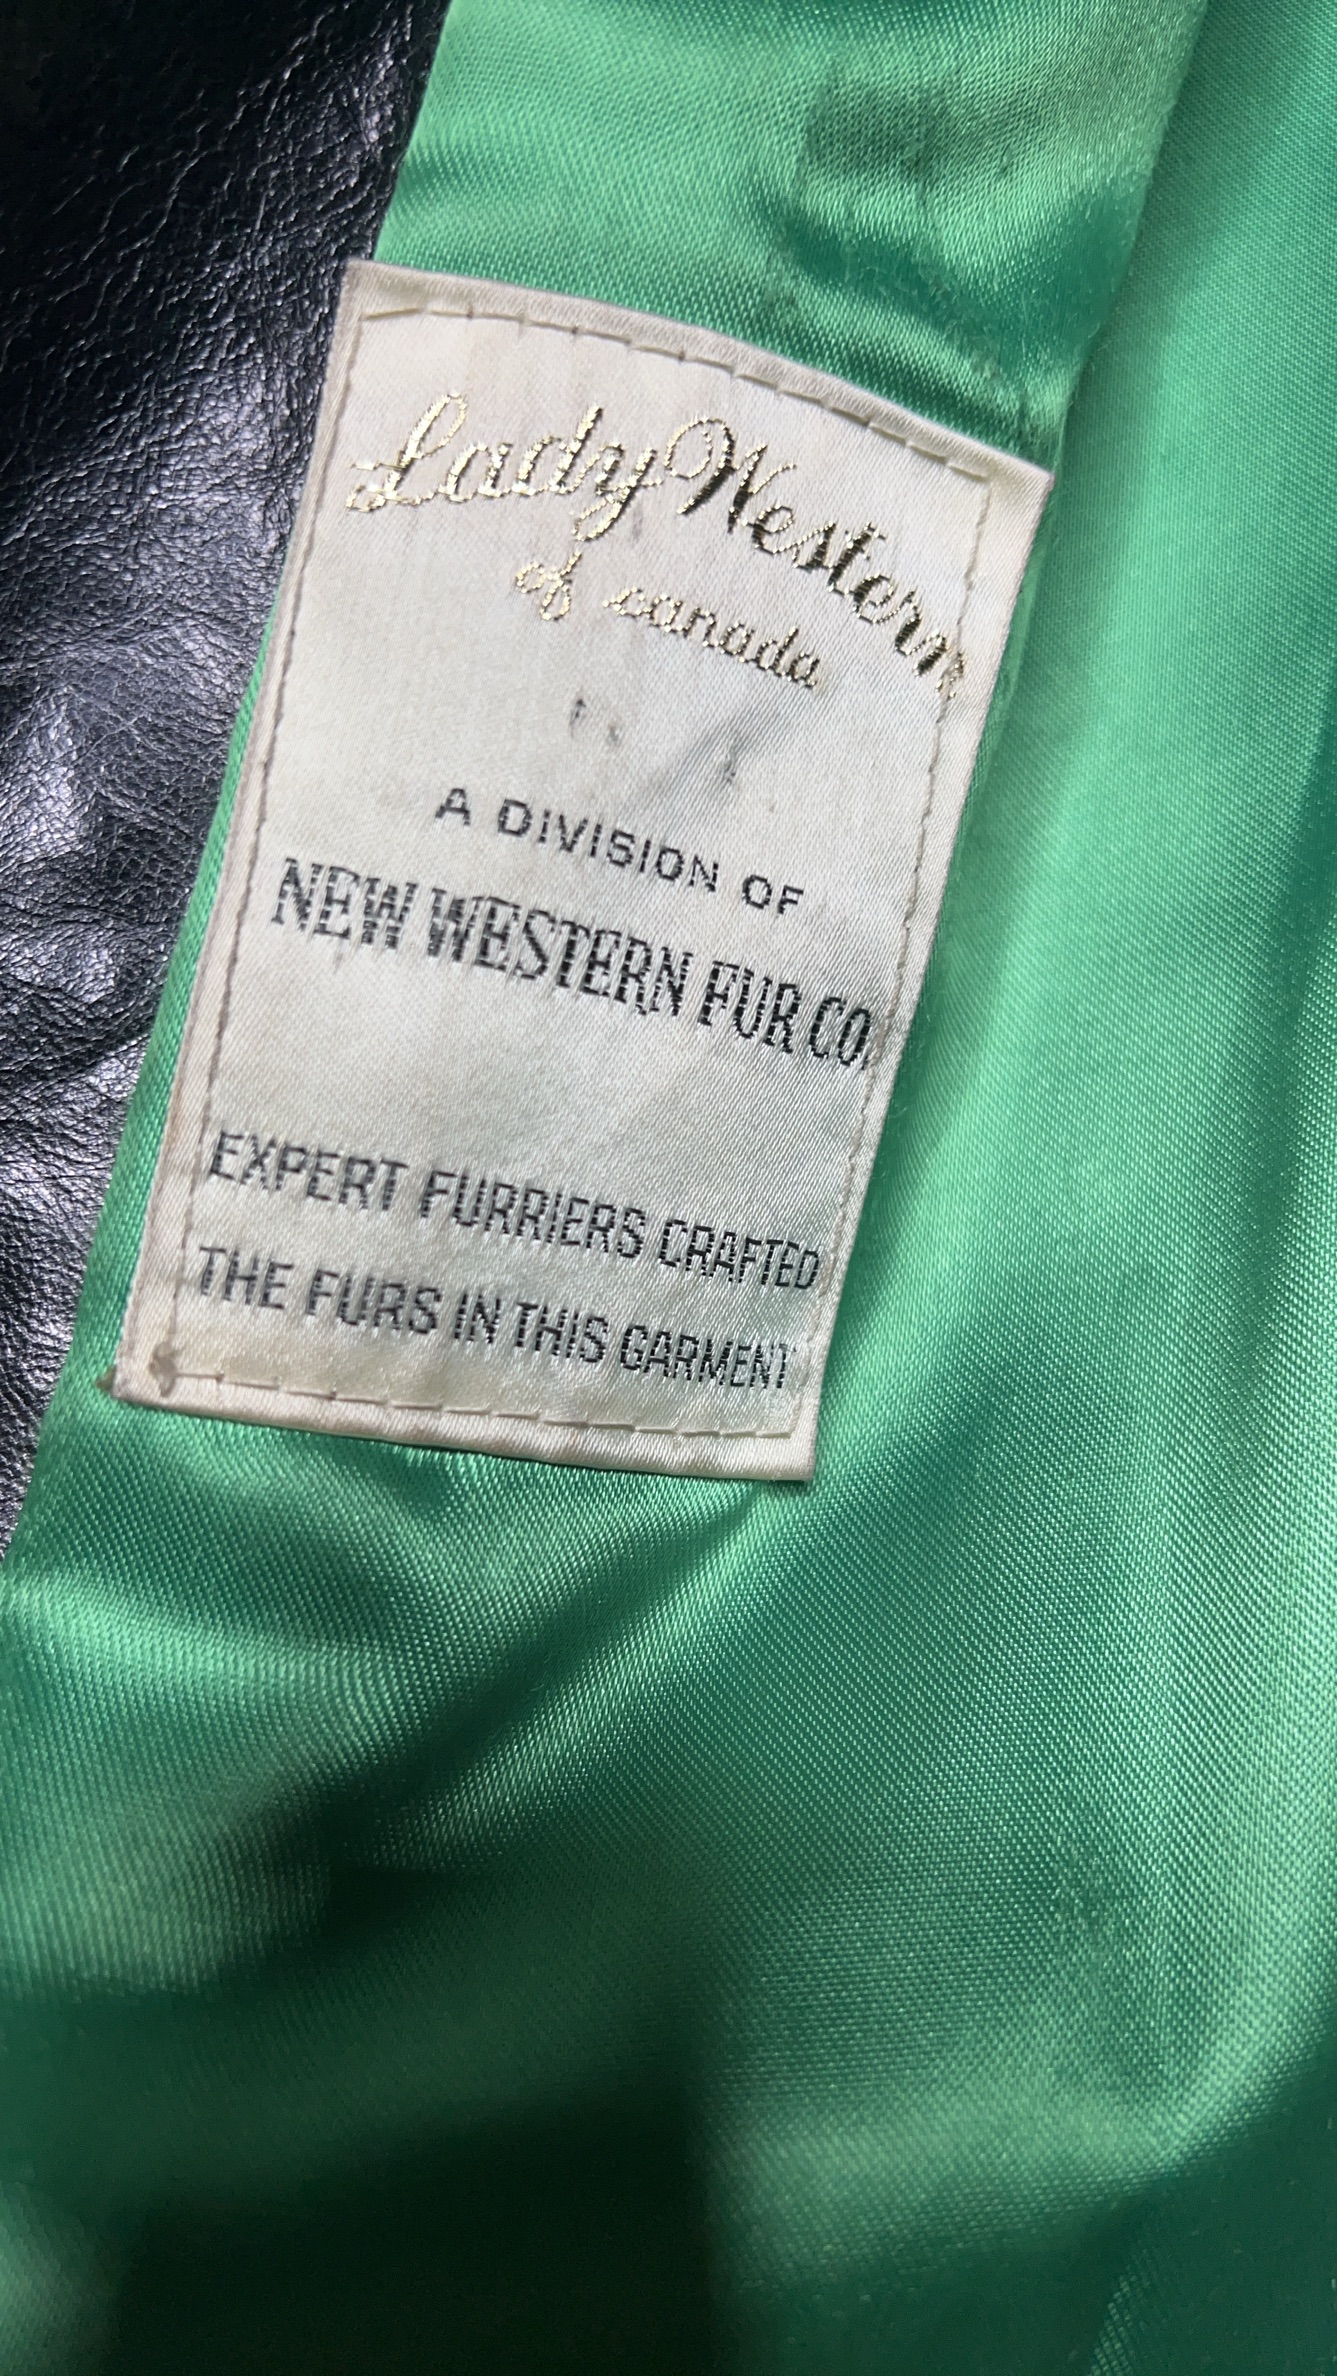 Lady Western
of canada
A DIVISION OF
NEW WESTERN FUR CO.
EXPERT FURRIERS CRAFTED
THE FURS IN THIS GARMENT